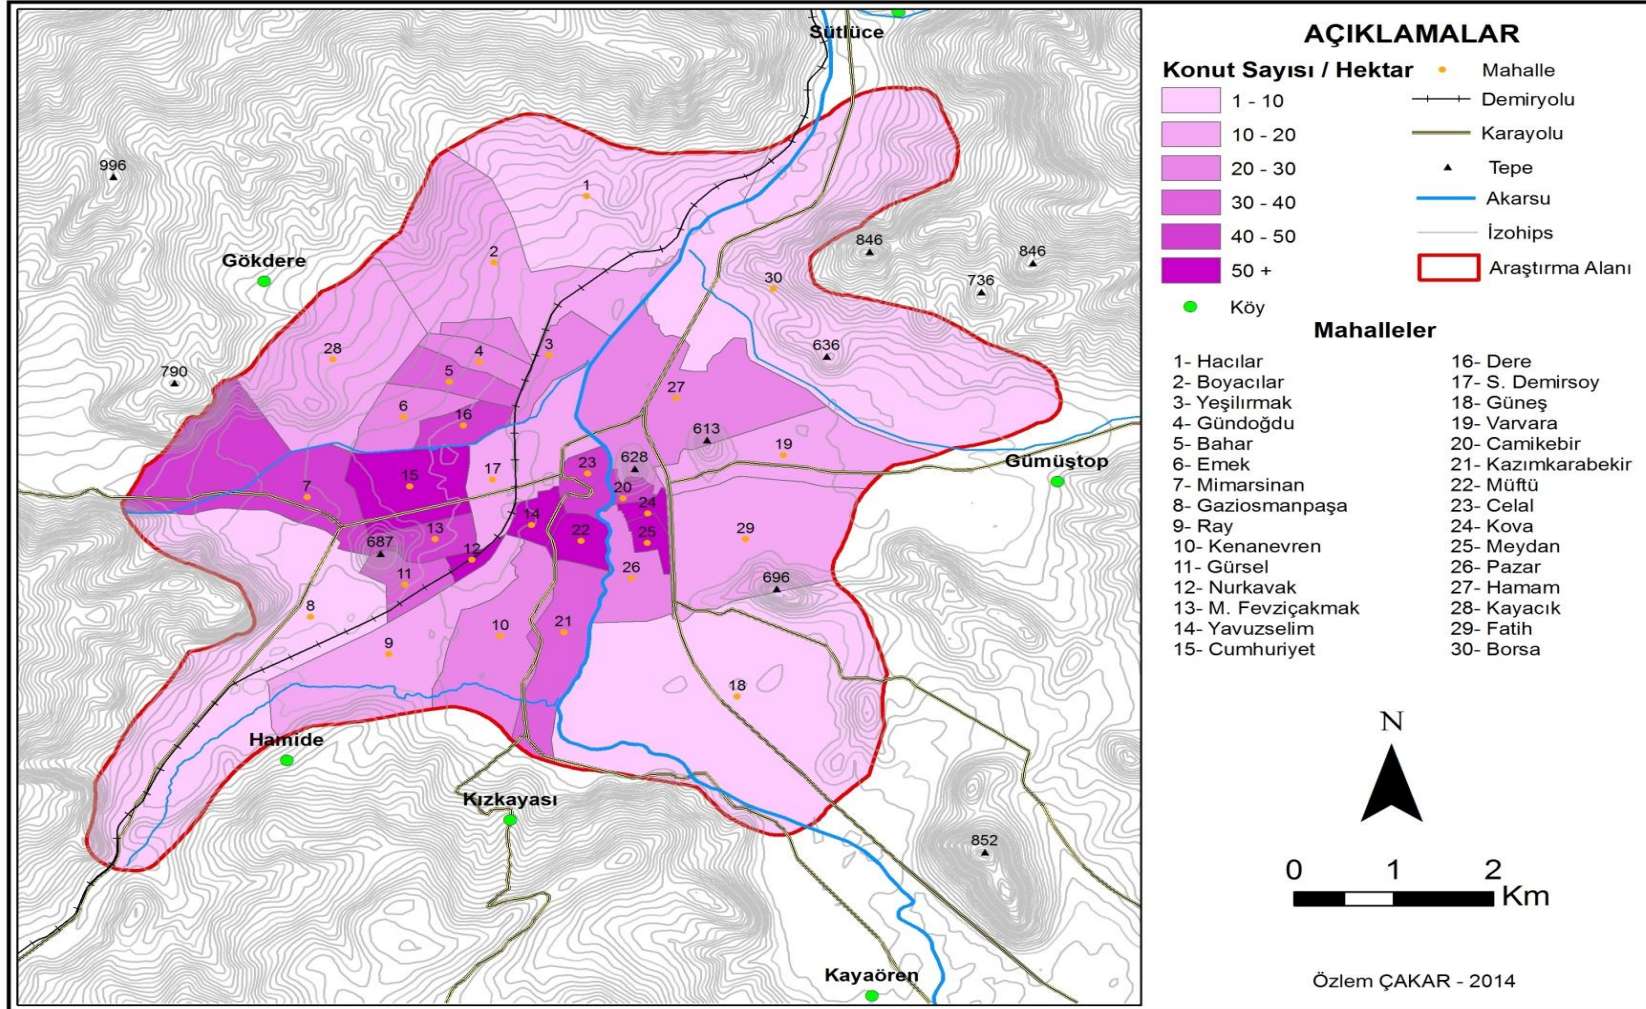 Sütlüce
996
1
846
2
846
Gökdere
30
736
28
3
636
4
790
5
27
6
16
613
19
628
23
Gümüştop
15
17
7
20
24
14
13
22
25
29
687
12
26
11
696
8
10
21
9
18
Hamide
Kızkayası
852
Kayaören
AÇIKLAMALAR
Konut Sayısı / Hektar
1 - 10
10 - 20
20 - 30
30 - 40
40 - 50
50 +
Köy
Mahalle
Demiryolu
Karayolu
Tepe
Akarsu
İzohips
Araştırma Alanı
Mahalleler
1- Hacılar
2- Boyacılar
3- Yeşilırmak
4- Gündoğdu
5- Bahar
6- Emek
7- Mimarsinan
8- Gaziosmanpaşa
9- Ray
10- Kenanevren
11- Gürsel
12- Nurkavak
13- M. Fevziçakmak
14- Yavuzselim
15- Cumhuriyet
16- Dere
17- S. Demirsoy
18- Güneş
19- Varvara
20- Camikebir
21- Kazımkarabekir
22- Müftü
23- Celal
24- Kova
25- Meydan
26- Pazar
27- Hamam
28- Kayacık
29- Fatih
30- Borsa
N
0 1 2
Km
Özlem ÇAKAR - 2014